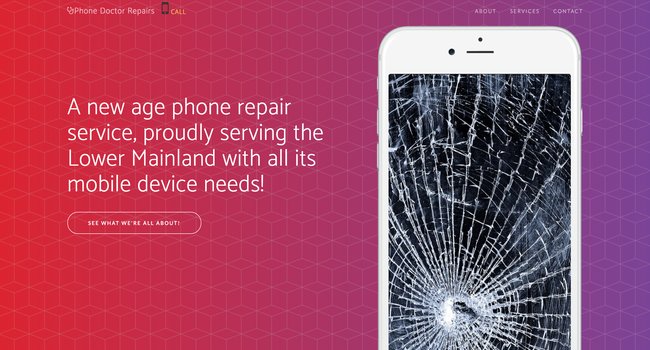 Phone Doctor Repairs CALL
ABOUT SERVICES CONTACT
A new age phone repair
service, proudly serving the
Lower Mainland with all its
mobile device needs!
SEE WHAT WE'RE ALL ABOUT!